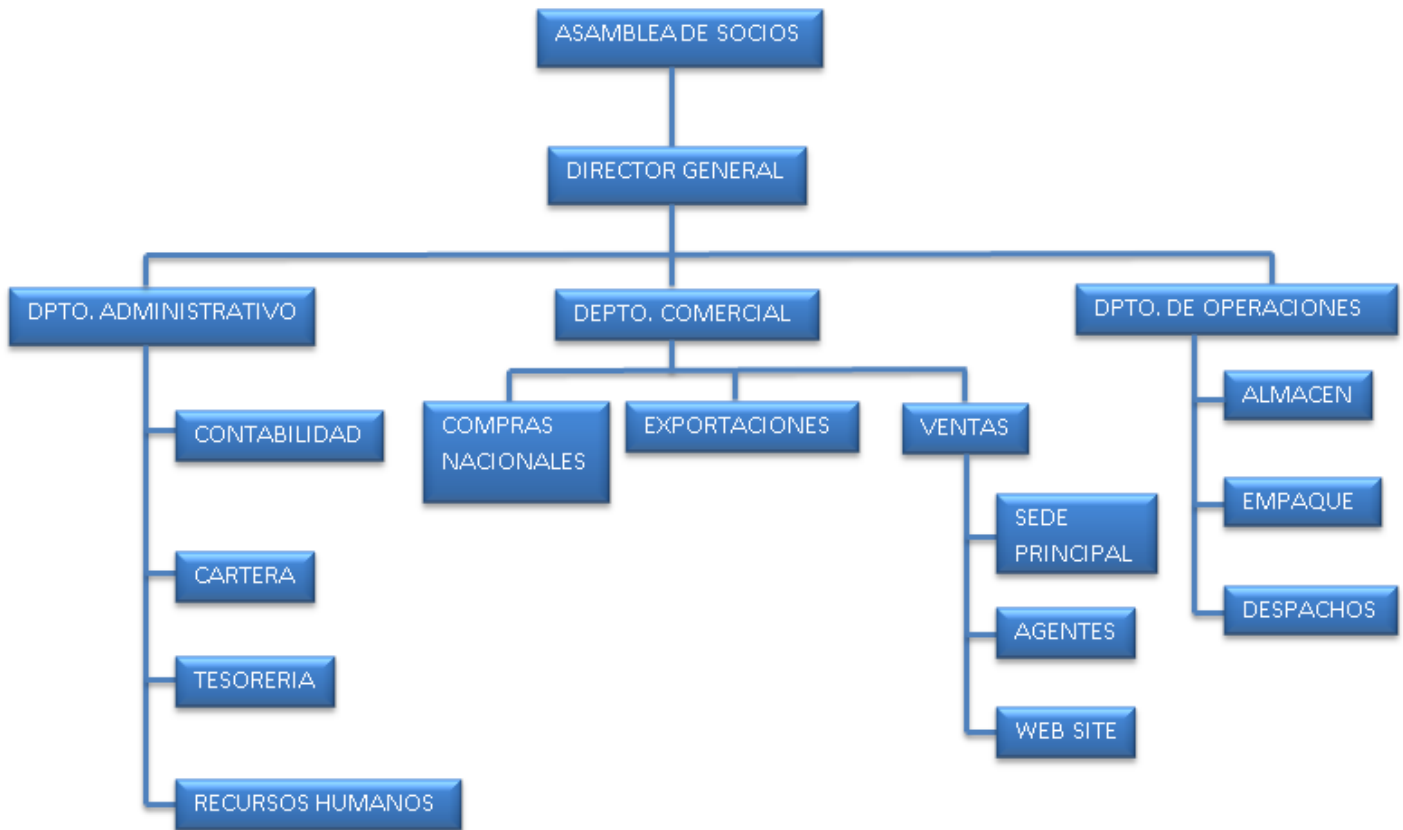 ASAMBLEA DE SOCIOS
DIRECTOR GENERAL
DPTO. ADMINISTRATIVO
DEPTO. COMERCIAL
DPTO. DE OPERACIONES
CONTABILIDAD
CARTERA
TESORERIA
RECURSOS HUMANOS
COMPRAS
NACIONALES
EXPORTACIONES
VENTAS
SEDE
PRINCIPAL
AGENTES
WEB SITE
ALMACEN
EMPAQUE
DESPACHOS